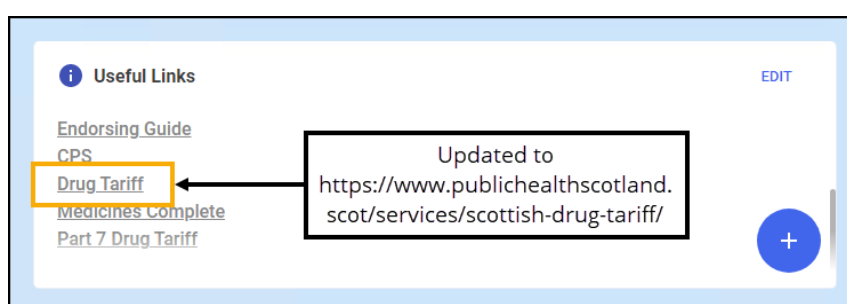 Useful Links
EDIT
Endorsing Guide
CPS
Drug Tariff
Medicines Complete
Part 7 Drug Tariff
Updated to
https://www.publichealthscotland.
scot/services/scottish-drug-tariff/